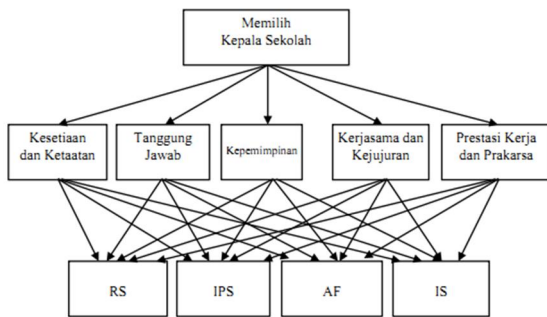 Memilih
Kepala Sekolah
Kesetiaan
dan Ketaatan
Tanggung
Jawab
Kepemimpinan
Kerjasama dan
Kejujuran
Prestasi Kerja
dan Prakarsa
RS
IPS
AF
IS